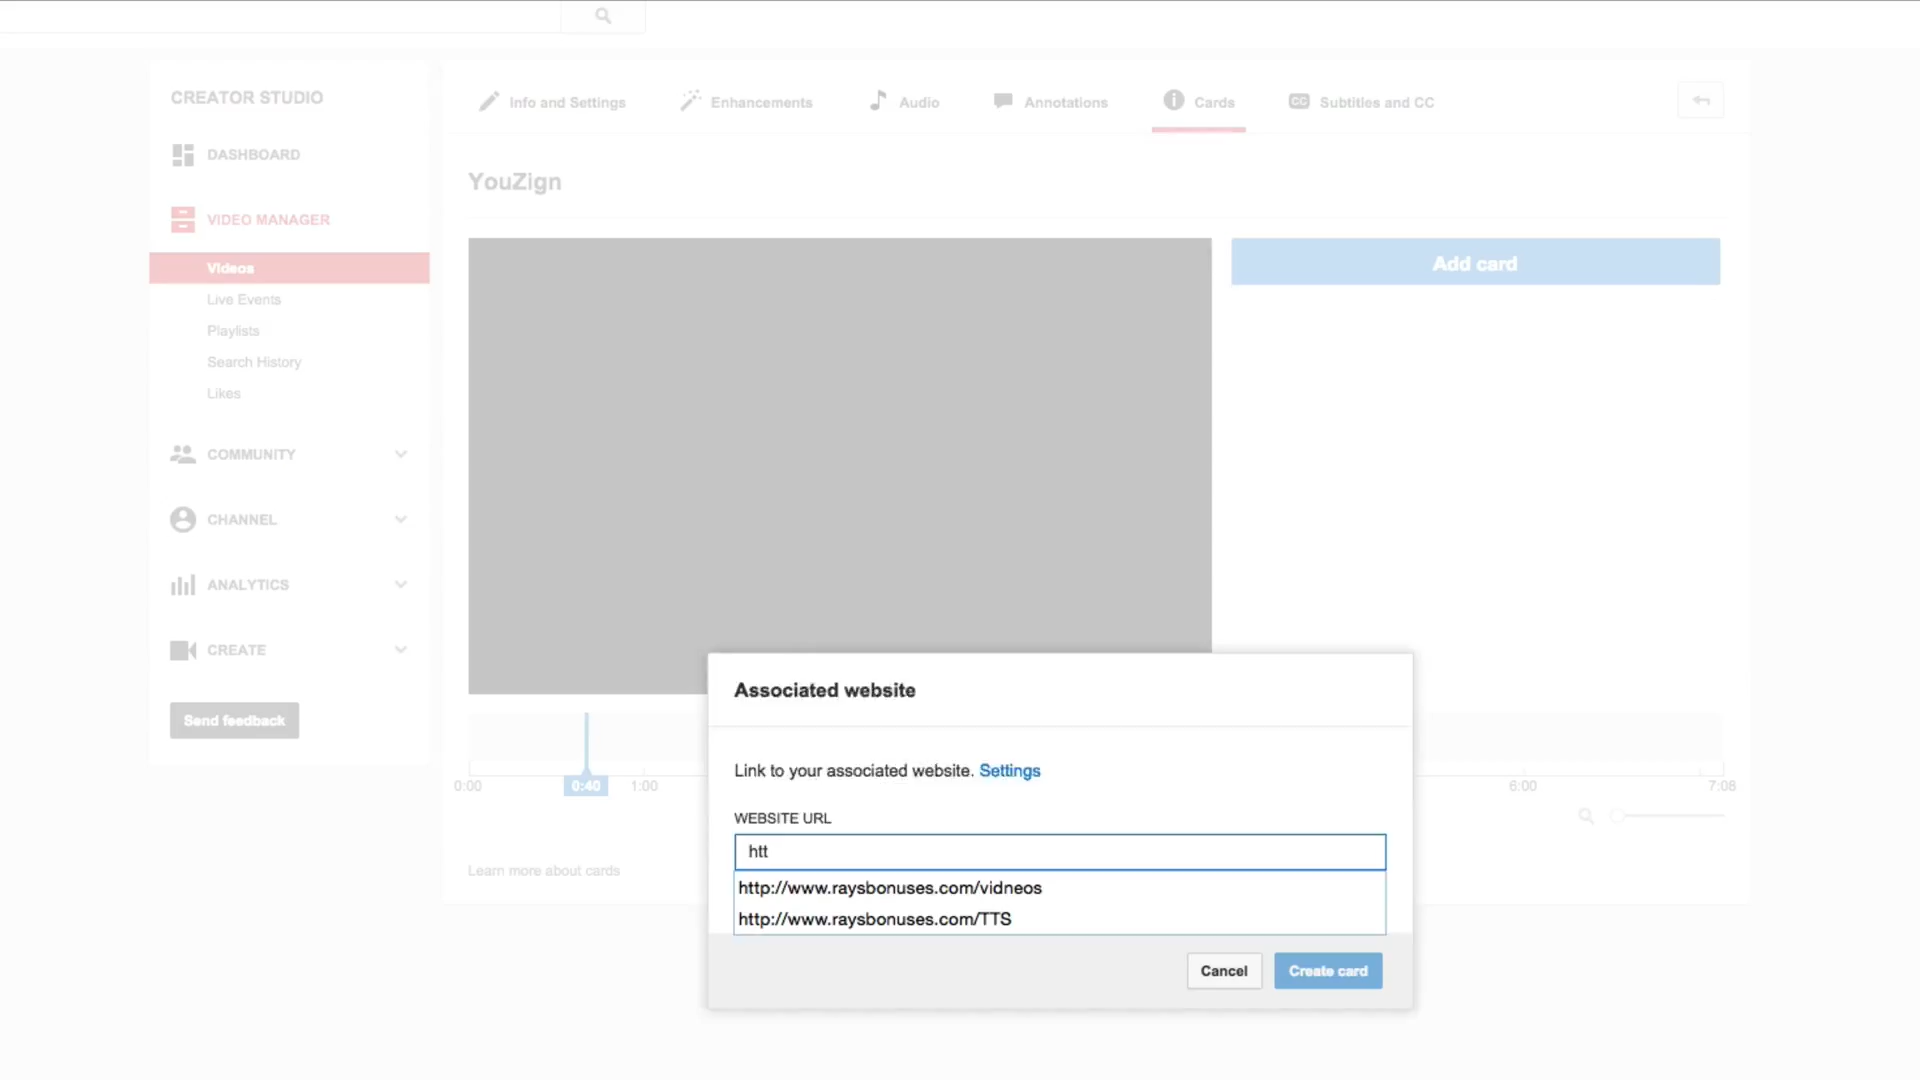 CREATOR STUDIO
DASHBOARD
VIDEO MANAGER
Videos
Live Events
Playlists
Search History
Likes
COMMUNITY
CHANNEL
ANALYTICS
CREATE
Send feedback
Info and Settings
Enhancements
Audio
Annotations
Cards
CC Subtitles and CC
YouZign
Add card
0:00
0:40
1:00
6:00
7:08
Learn more about cards
Associated website
Link to your associated website. Settings
WEBSITE URL
htt
http://www.raysbonuses.com/vidneos
http://www.raysbonuses.com/TTS
Cancel
Create card